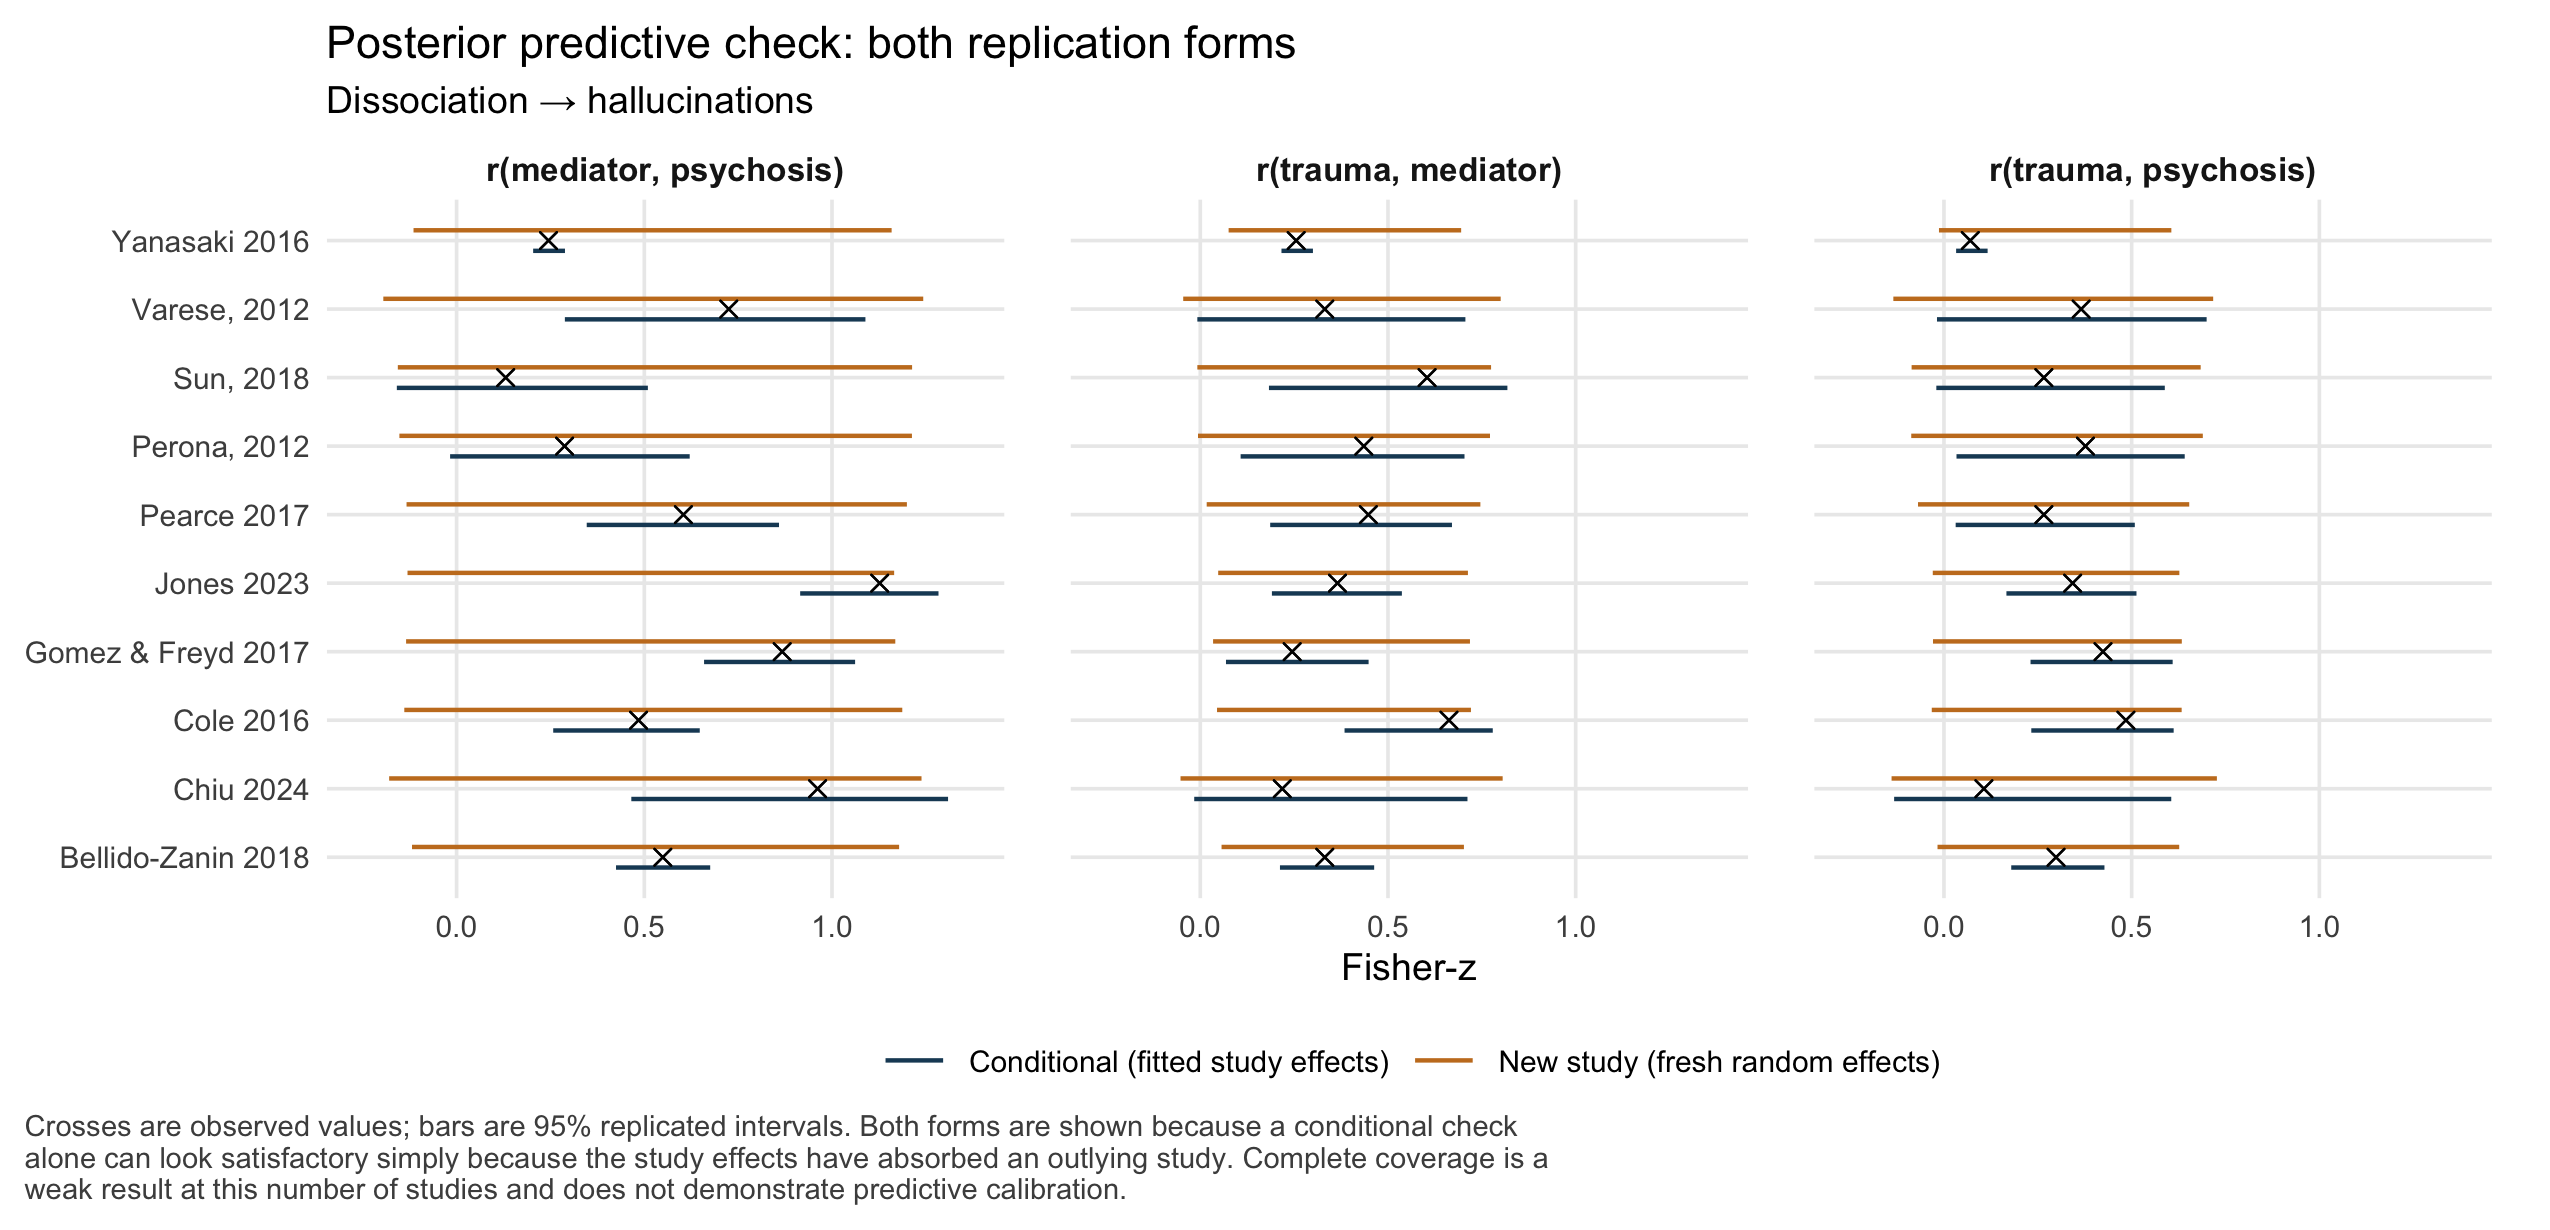 Posterior predictive check: both replication forms
Dissociation → hallucinations
r(mediator, psychosis)
r(trauma, mediator)
r(trauma, psychosis)
Yanasaki 2016
Varese, 2012
Sun, 2018
Perona, 2012
Pearce 2017
Jones 2023
Gomez & Freyd 2017
Cole 2016
Chiu 2024
Bellido-Zanin 2018
0.0 0.5 1.0
0.0 0.5 1.0
0.0 0.5 1.0
Fisher-z
Conditional (fitted study effects)
New study (fresh random effects)
Crosses are observed values; bars are 95% replicated intervals. Both forms are shown because a conditional check
alone can look satisfactory simply because the study effects have absorbed an outlying study. Complete coverage is a
weak result at this number of studies and does not demonstrate predictive calibration.